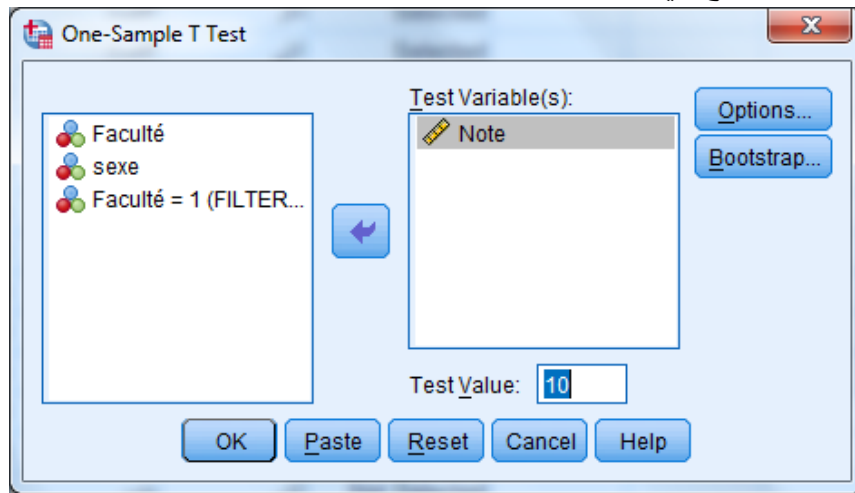 One-Sample T Test
Test Variable(s):
Faculté
sexe
Faculté = 1 (FILTER...
Note
Options...
Bootstrap...
Test Value: 10
OK Paste Reset Cancel Help